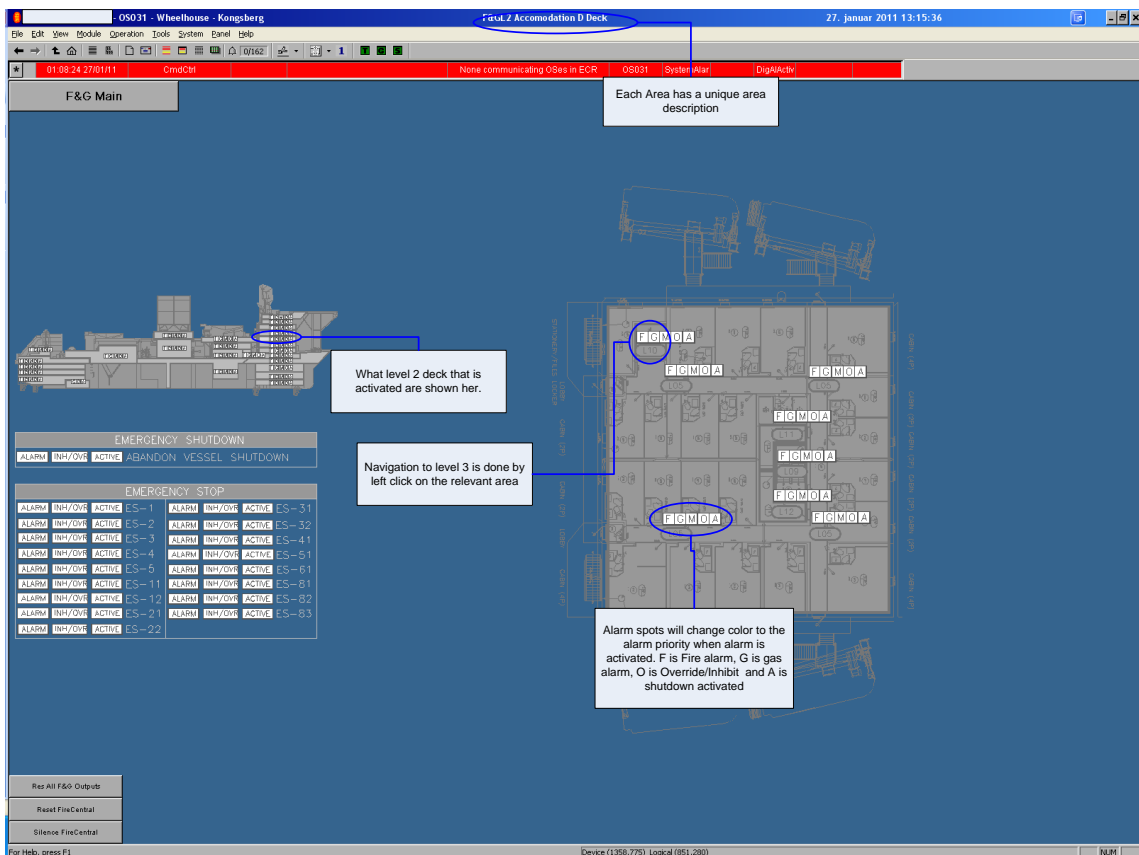 - OS031 - Wheelhouse - Kongsberg
F&GL2 Accomodation D Deck
27. januar 2011 13:15:36
File Edit View Module Operation Tools System Panel Help
0/162
1
* 01:08:24 27/01/11 CmdCtrl None communicating OSes in ECR OS031 SystemAlar DigAlActiv
F&G Main
Each Area has a unique area
description
What level 2 deck that is
activated are shown her.
Navigation to level 3 is done by
left click on the relevant area
F G M O A
L10
F G M O A
L05
F G M O A
L05
F G M O A
L11
F G M O A
L09
F G M O A
L12
F G M O A
L05
F G M O A
EMERGENCY SHUTDOWN
ALARM INH/OVR ACTIVE ABANDON VESSEL SHUTDOWN
EMERGENCY STOP
ALARM INH/OVR ACTIVE ES-1 ALARM INH/OVR ACTIVE ES-31
ALARM INH/OVR ACTIVE ES-2 ALARM INH/OVR ACTIVE ES-32
ALARM INH/OVR ACTIVE ES-3 ALARM INH/OVR ACTIVE ES-41
ALARM INH/OVR ACTIVE ES-4 ALARM INH/OVR ACTIVE ES-51
ALARM INH/OVR ACTIVE ES-5 ALARM INH/OVR ACTIVE ES-61
ALARM INH/OVR ACTIVE ES-11 ALARM INH/OVR ACTIVE ES-81
ALARM INH/OVR ACTIVE ES-12 ALARM INH/OVR ACTIVE ES-82
ALARM INH/OVR ACTIVE ES-21 ALARM INH/OVR ACTIVE ES-83
ALARM INH/OVR ACTIVE ES-22
Alarm spots will change color to the
alarm priority when alarm is
activated. F is Fire alarm, G is gas
alarm, O is Override/Inhibit and A is
shutdown activated
Res All F&G Outputs
Reset FireCentral
Silence FireCentral
For Help, press F1
Device (1358,775) Logical (851,280)
NUM